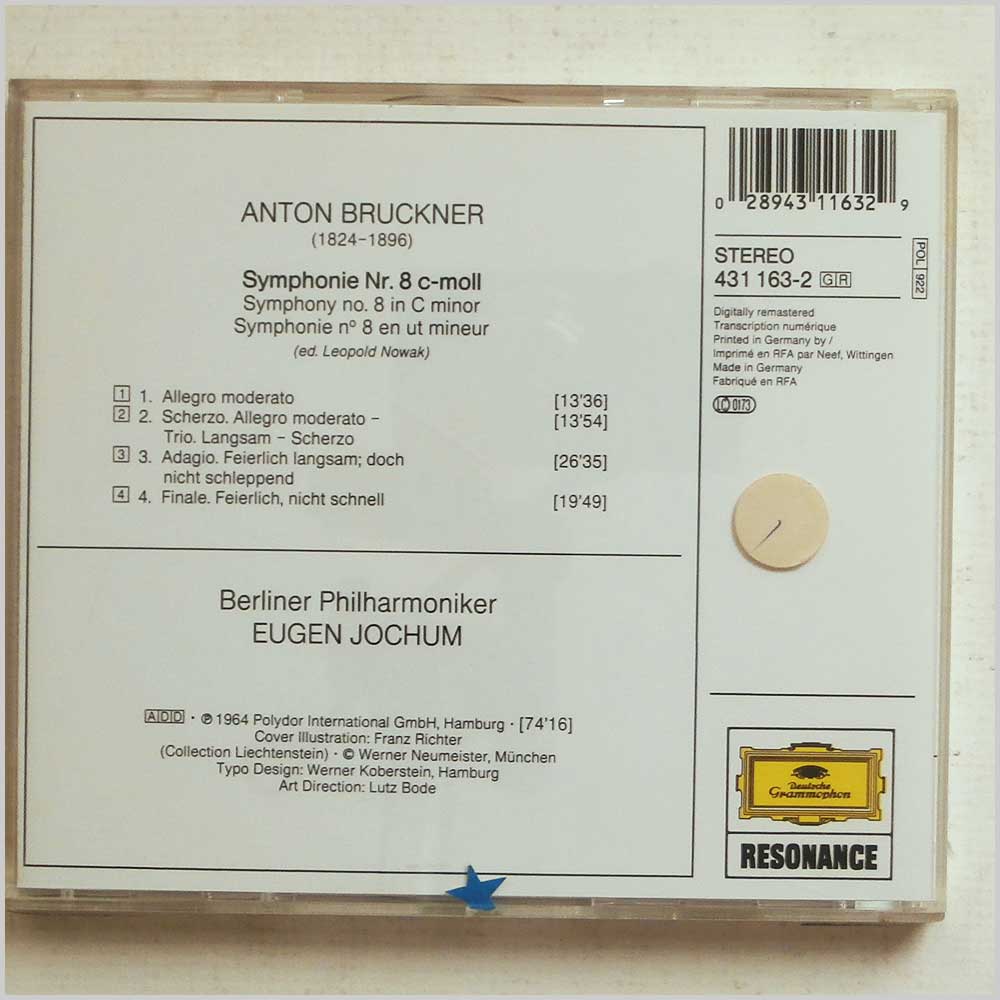 ANTON BRUCKNER
(1824–1896)
Symphonie Nr. 8 c-moll
Symphony no. 8 in C minor
Symphonie nº 8 en ut mineur
(ed. Leopold Nowak)
1 1. Allegro moderato [13'36]
2 2. Scherzo. Allegro moderato – [13'54]
Trio. Langsam – Scherzo
3 3. Adagio. Feierlich langsam; doch [26'35]
nicht schleppend
4 4. Finale. Feierlich, nicht schnell [19'49]
Berliner Philharmoniker
EUGEN JOCHUM
ADD · ℗ 1964 Polydor International GmbH, Hamburg · [74'16]
Cover Illustration: Franz Richter
(Collection Liechtenstein) · © Werner Neumeister, München
Typo Design: Werner Koberstein, Hamburg
Art Direction: Lutz Bode
0 28943 11632 9
STEREO
431 163-2 GR
POL 922
Digitally remastered
Transcription numérique
Printed in Germany by /
Imprimé en RFA par Neef, Wittingen
Made in Germany
Fabriqué en RFA
LC 0173
Deutsche
Grammophon
RESONANCE